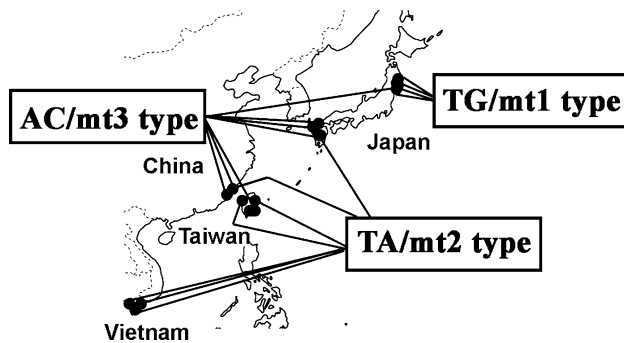 AC/mt3 type
TG/mt1 type
Japan
China
Taiwan
TA/mt2 type
Vietnam